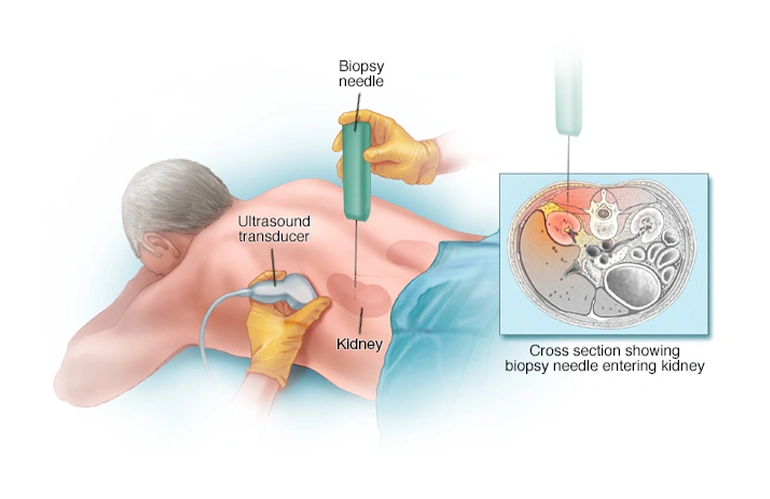 Biopsy
needle
Ultrasound
transducer
Kidney
Cross section showing
biopsy needle entering kidney